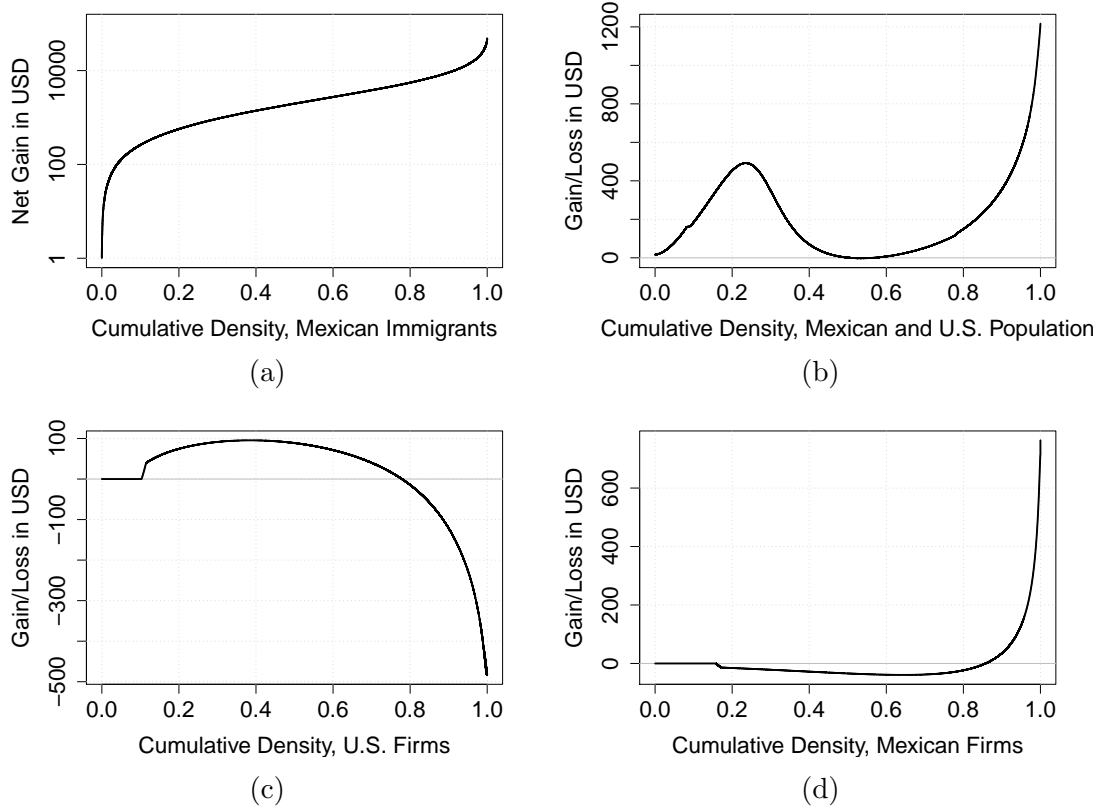 Net Gain in USD
10000
100
1
0.0 0.2 0.4 0.6 0.8 1.0
Cumulative Density, Mexican Immigrants
(a)
Gain/Loss in USD
1200
800
400
0
0.0 0.2 0.4 0.6 0.8 1.0
Cumulative Density, Mexican and U.S. Population
(b)
Gain/Loss in USD
100
−100
−300
−500
0.0 0.2 0.4 0.6 0.8 1.0
Cumulative Density, U.S. Firms
(c)
Gain/Loss in USD
600
400
200
0
0.0 0.2 0.4 0.6 0.8 1.0
Cumulative Density, Mexican Firms
(d)